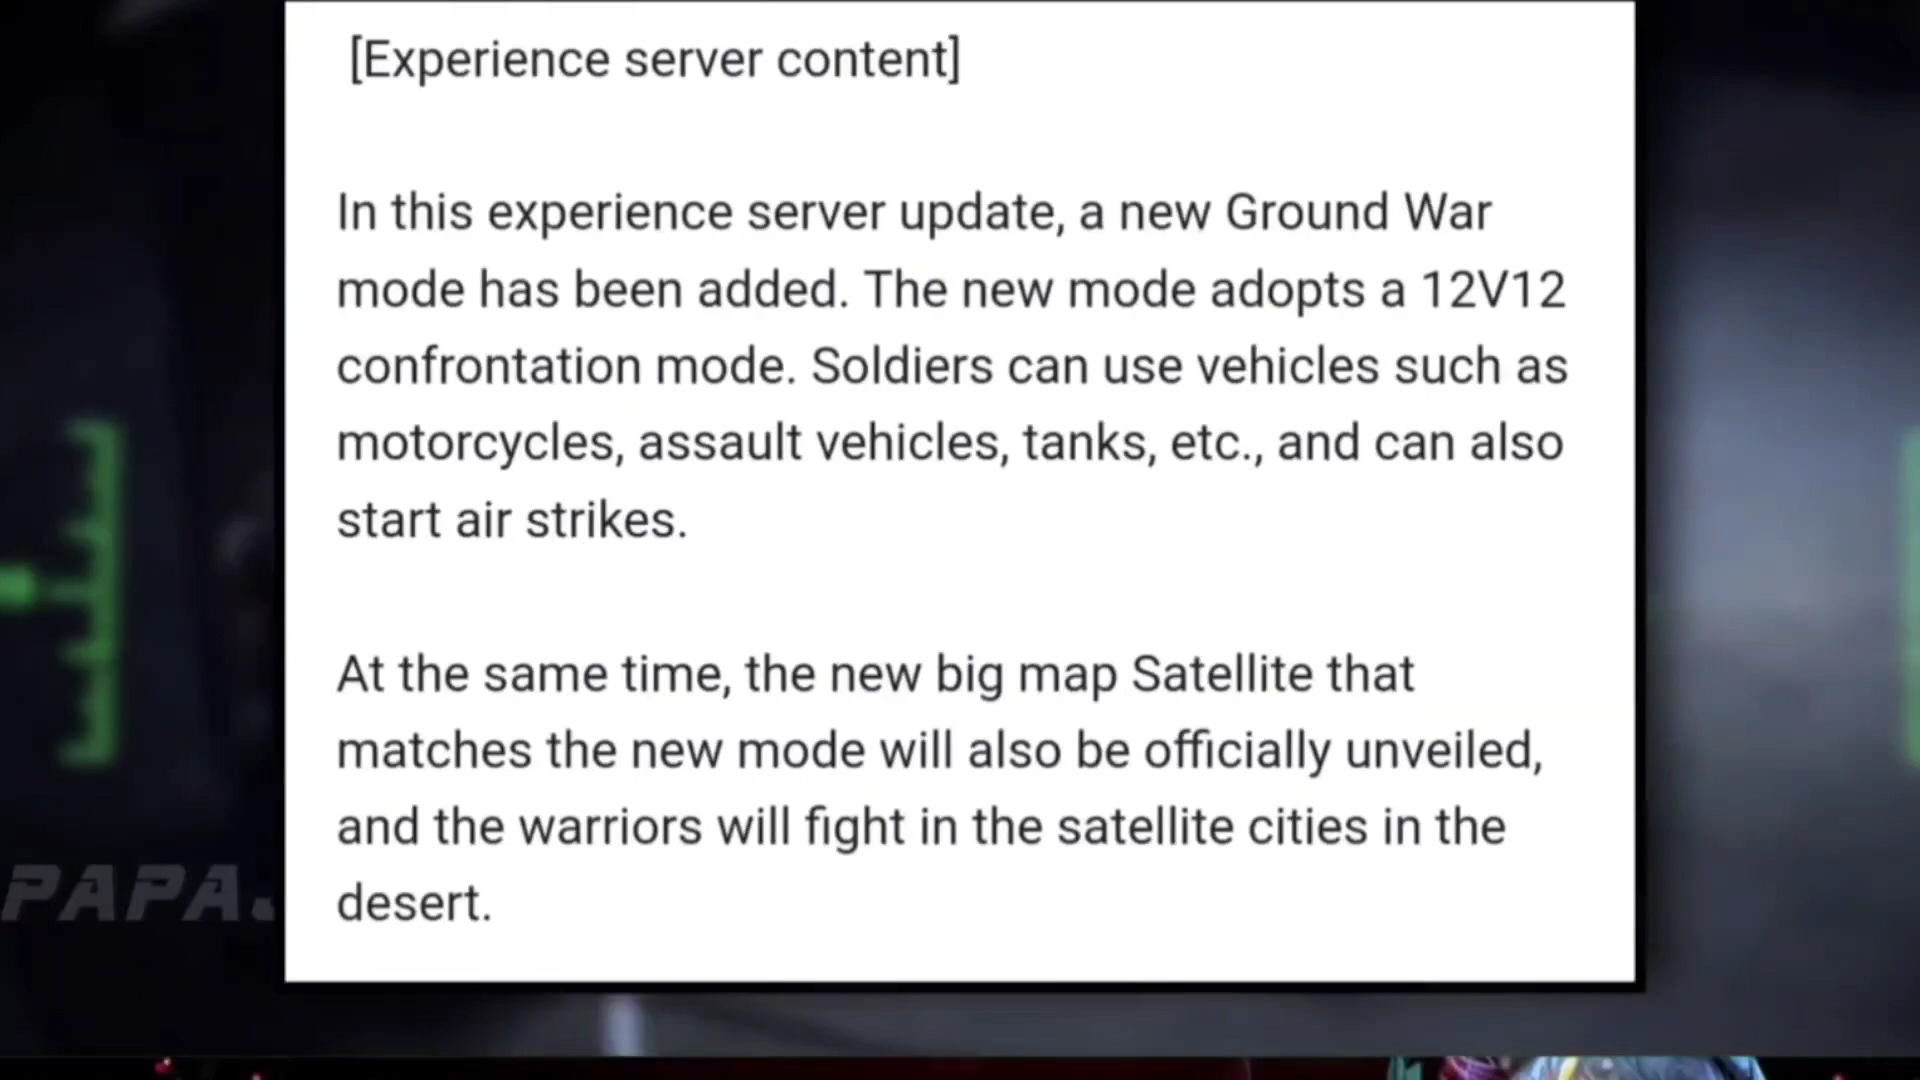 [Experience server content]
In this experience server update, a new Ground War
mode has been added. The new mode adopts a 12V12
confrontation mode. Soldiers can use vehicles such as
motorcycles, assault vehicles, tanks, etc., and can also
start air strikes.
At the same time, the new big map Satellite that
matches the new mode will also be officially unveiled,
and the warriors will fight in the satellite cities in the
desert.
PAPA.